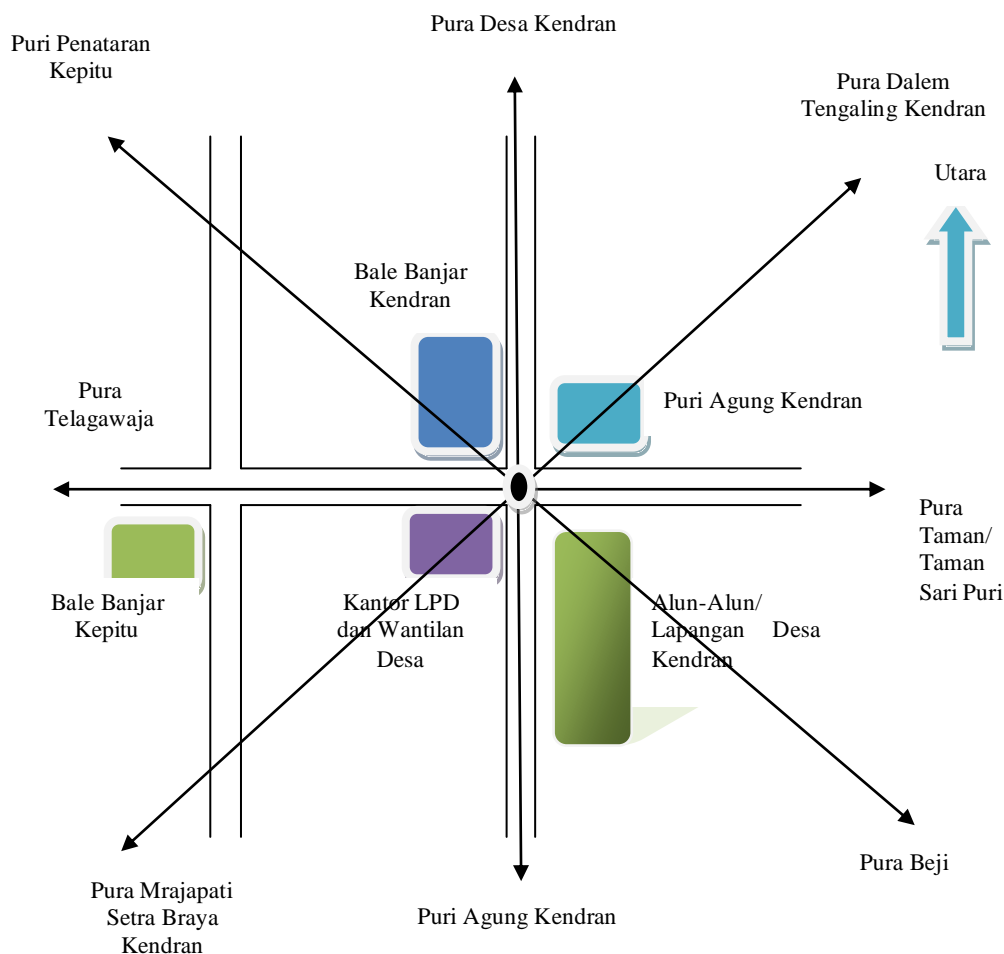 Pura Desa Kendran
Puri Penataran
Kepitu
Pura Dalem
Tengaling Kendran
Utara
Bale Banjar
Kendran
Pura
Telagawaja
Puri Agung Kendran
Pura
Taman/
Taman
Sari Puri
Bale Banjar
Kepitu
Kantor LPD
dan Wantilan
Desa
Alun-Alun/
Lapangan Desa
Kendran
Pura Beji
Pura Mrajapati
Setra Braya
Kendran
Puri Agung Kendran